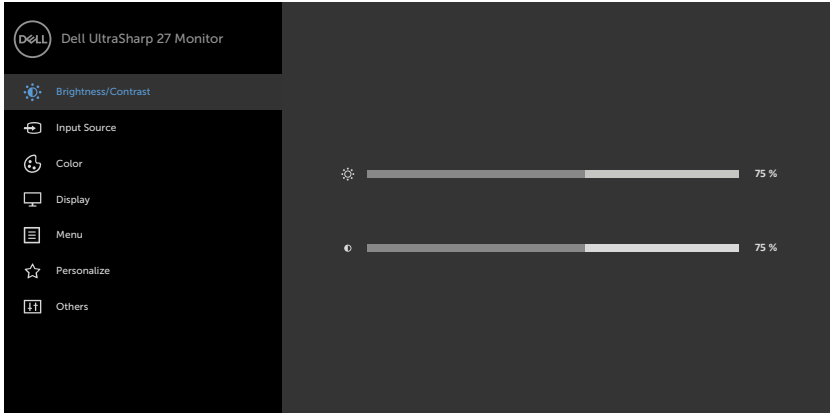 DELL
Dell UltraSharp 27 Monitor
Brightness/Contrast
Input Source
Color
Display
Menu
Personalize
Others
75 %
75 %